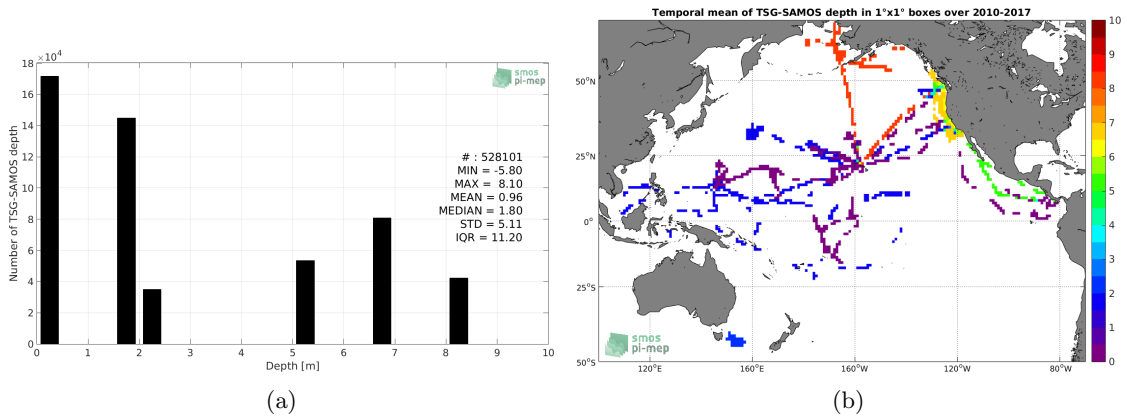 ×10⁴
18
16
14
12
10
8
6
4
2
0
Number of TSG-SAMOS depth
0 1 2 3 4 5 6 7 8 9 10
Depth [m]
smos
pi-mep
# : 528101
MIN = -5.80
MAX = 8.10
MEAN = 0.96
MEDIAN = 1.80
STD = 5.11
IQR = 11.20
(a)
Temporal mean of TSG-SAMOS depth in 1°x1° boxes over 2010-2017
50°N
25°N
0°
25°S
50°S
120°E
160°E
160°W
120°W
80°W
smos
pi-mep
10
9
8
7
6
5
4
3
2
1
0
(b)